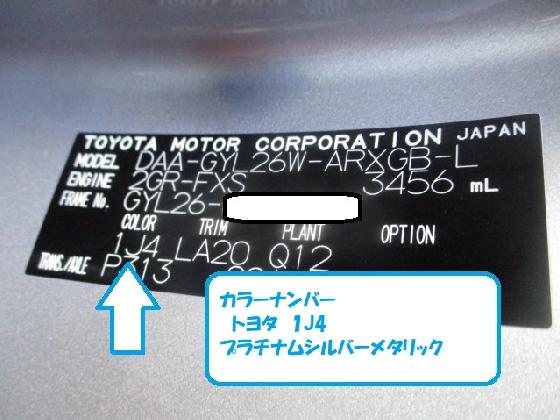 TOYOTA MOTOR CORPORATION JAPAN
MODEL DAA-GYL26W-ARXGB-L
ENGINE 2GR-FXS 3456 mL
FRAME No. GYL26-
COLOR TRIM PLANT OPTION
1J4 LA20 Q12
TRANS./AXLE P313
カラーナンバー
トヨタ 1J4
プラチナムシルバーメタリック